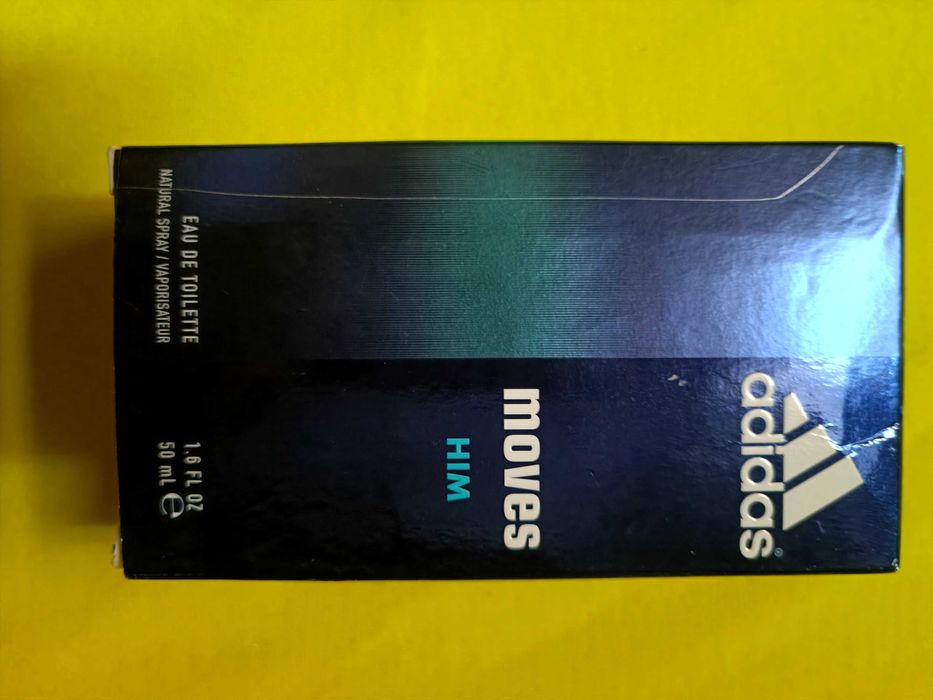 adidas®
moves
HIM
EAU DE TOILETTE
NATURAL SPRAY / VAPORISATEUR
1.6 FL OZ
50 mL ℮